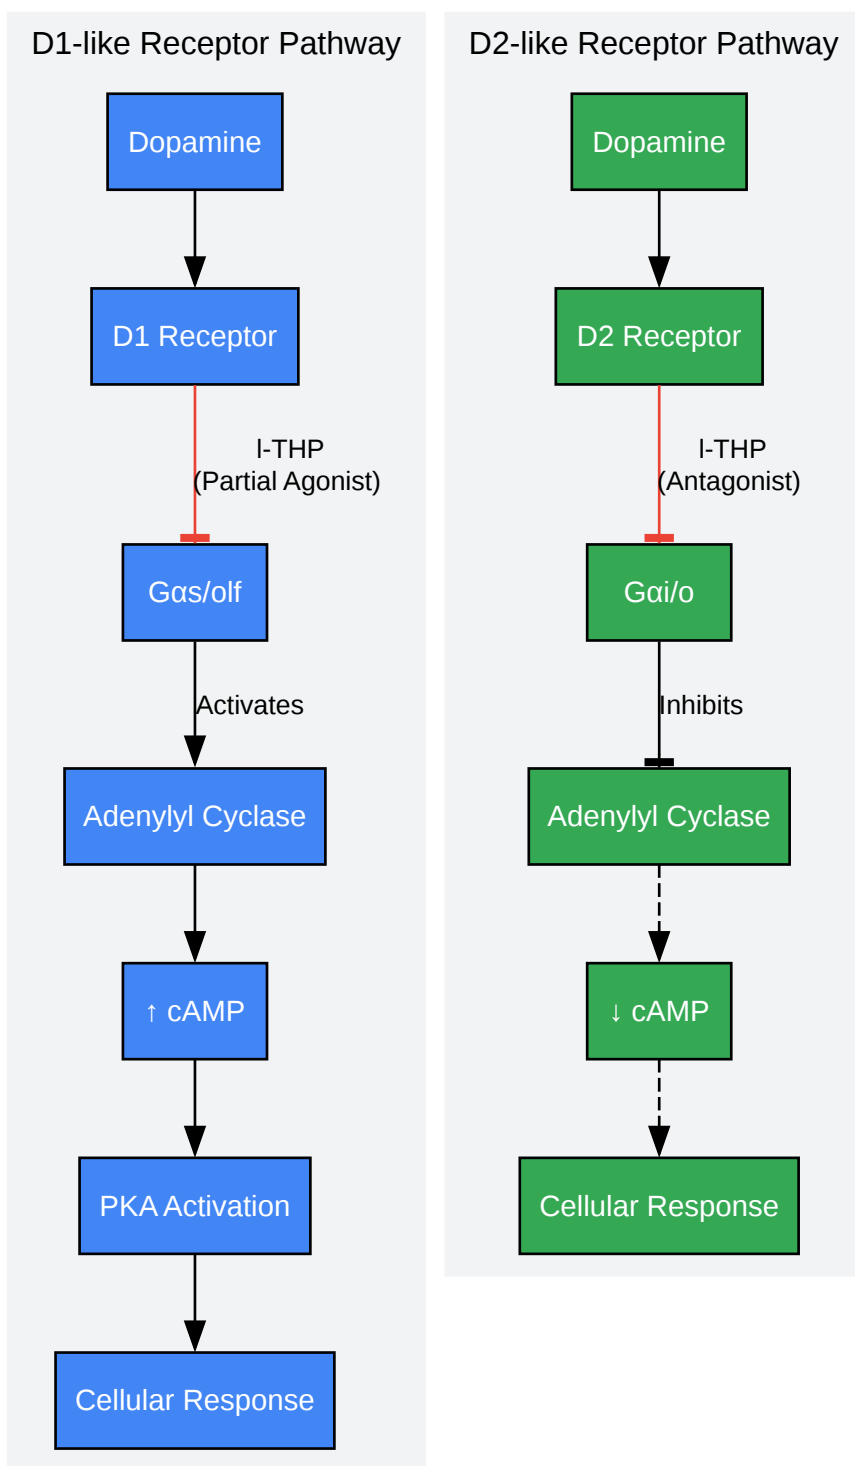 D1-like Receptor Pathway
Dopamine
D1 Receptor
l-THP
(Partial Agonist)
Gαs/olf
Activates
Adenylyl Cyclase
↑ cAMP
PKA Activation
Cellular Response
D2-like Receptor Pathway
Dopamine
D2 Receptor
l-THP
(Antagonist)
Gαi/o
Inhibits
Adenylyl Cyclase
↓ cAMP
Cellular Response